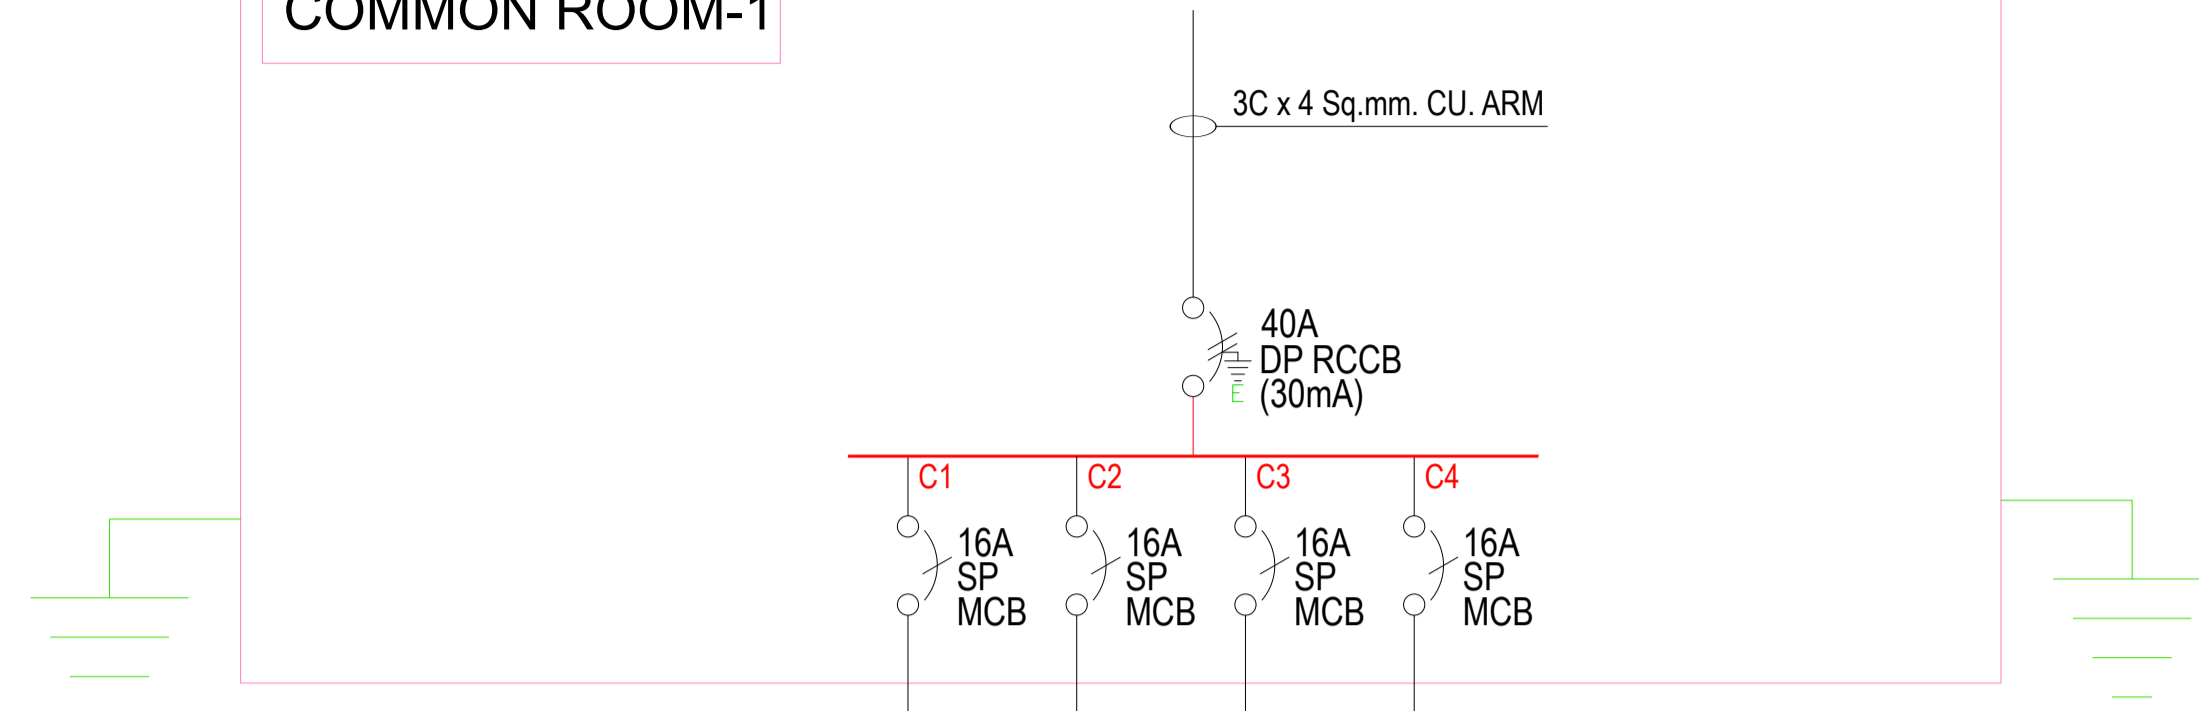 COMMON ROOM-1
3C x 4 Sq.mm. CU. ARM
40A
DP RCCB
E (30mA)
C1 C2 C3 C4
16A 16A 16A 16A
SP SP SP SP
MCB MCB MCB MCB